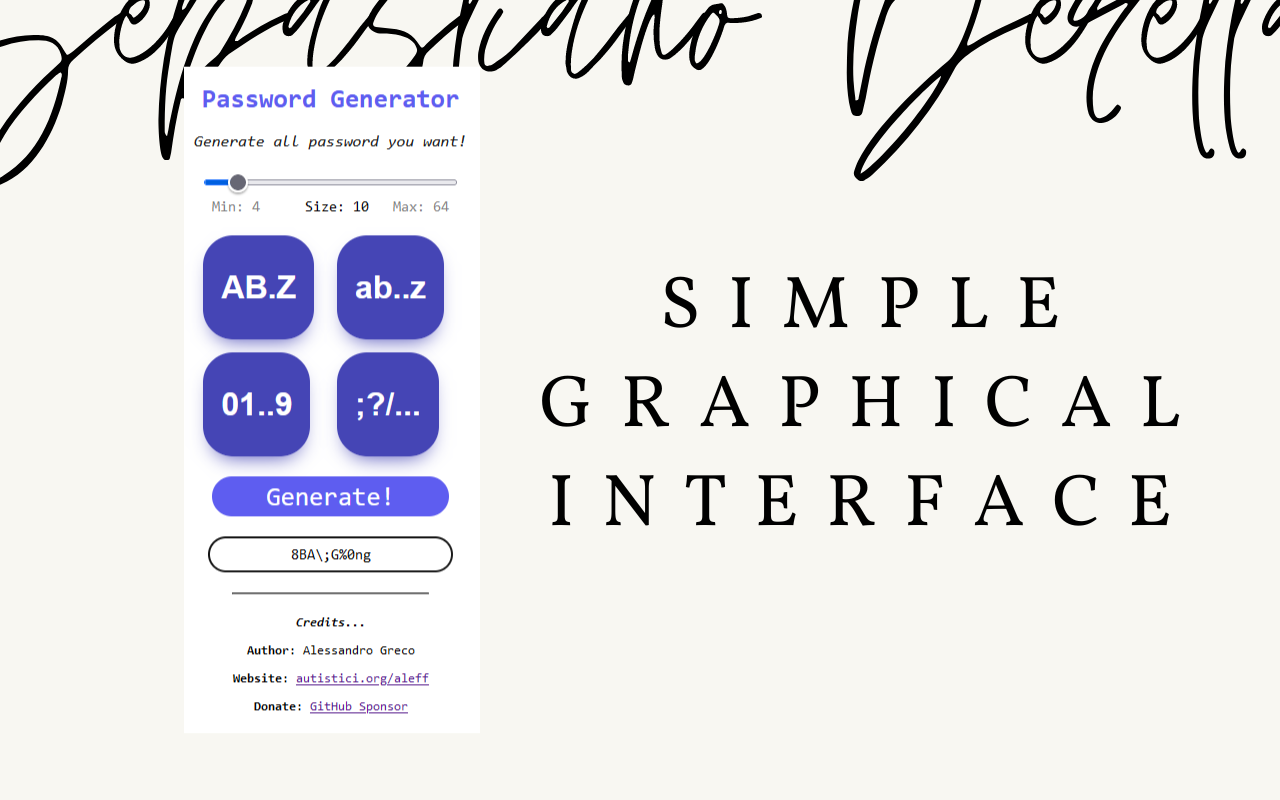 Sebastiano
Password Generator
Generate all password you want!
Min: 4 Size: 10 Max: 64
AB.Z ab..z
01..9 ;?/...
Generate!
8BA\;G%0ng
Credits...
Author: Alessandro Greco
Website: autistici.org/aleff
Donate: GitHub Sponsor
SIMPLE
GRAPHICAL
INTERFACE